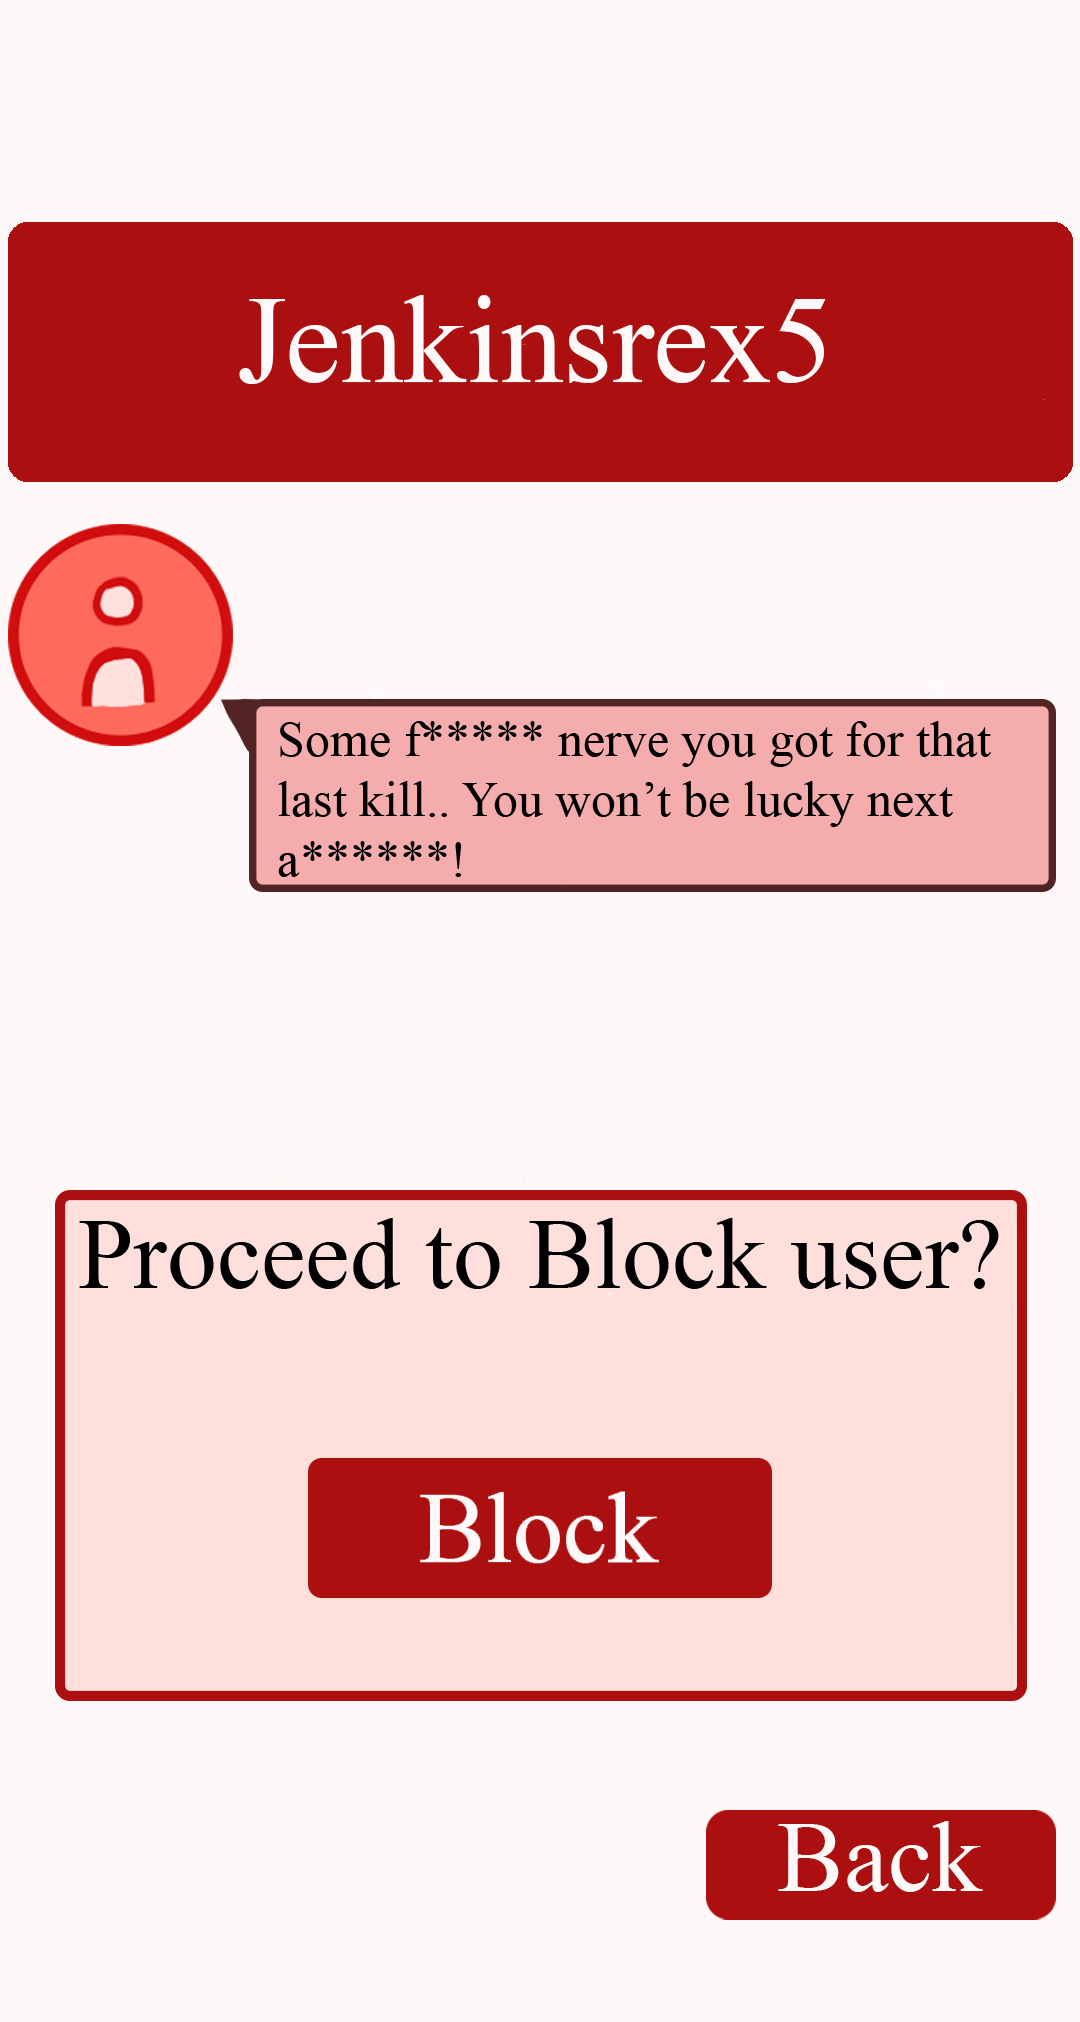 Jenkinsrex5
Some f***** nerve you got for that
last kill.. You won’t be lucky next
a******!
Proceed to Block user?
Block
Back